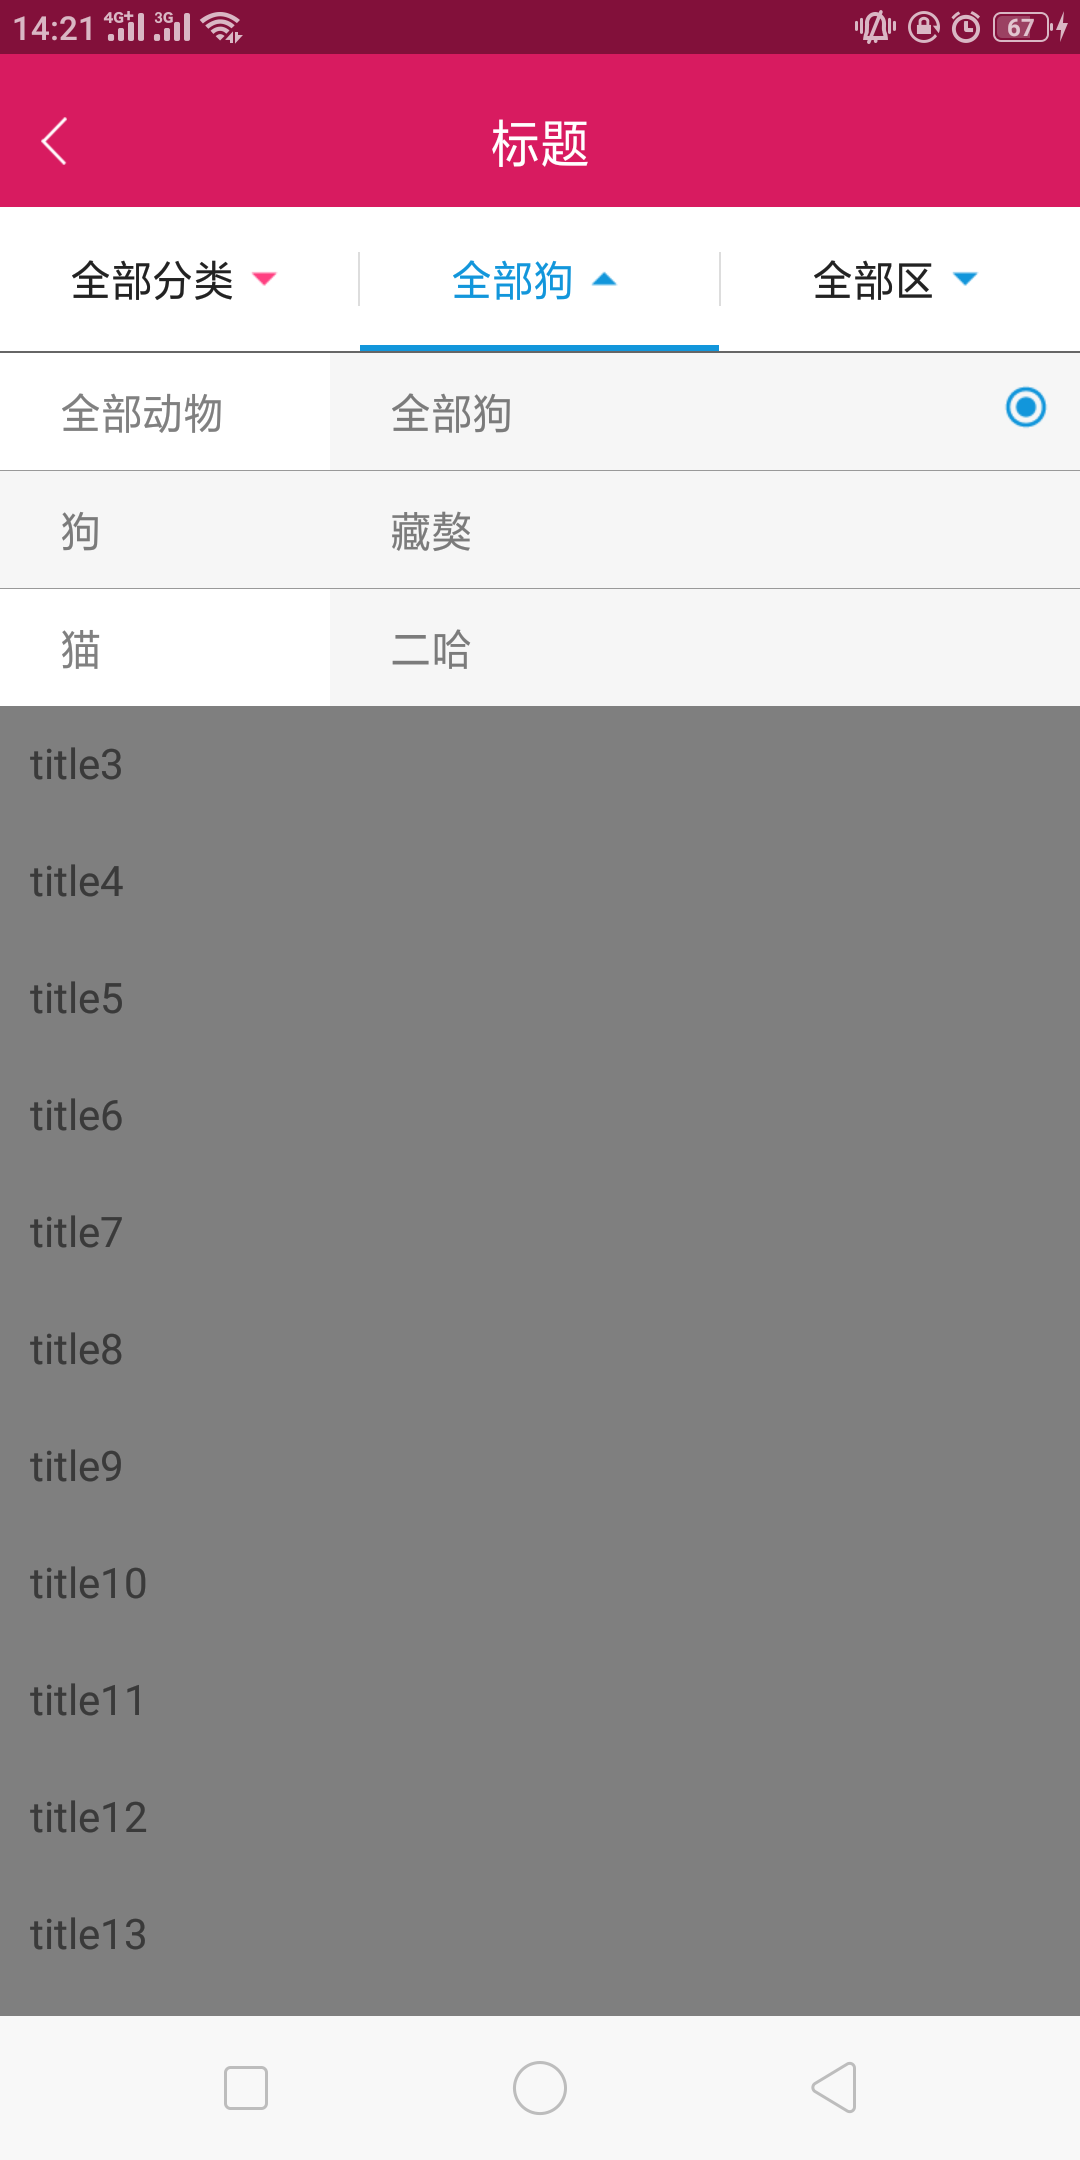 14:21 4G+ 3G 67
标题
全部分类 全部狗 全部区
全部动物 全部狗
狗 藏獒
猫 二哈
title3
title4
title5
title6
title7
title8
title9
title10
title11
title12
title13